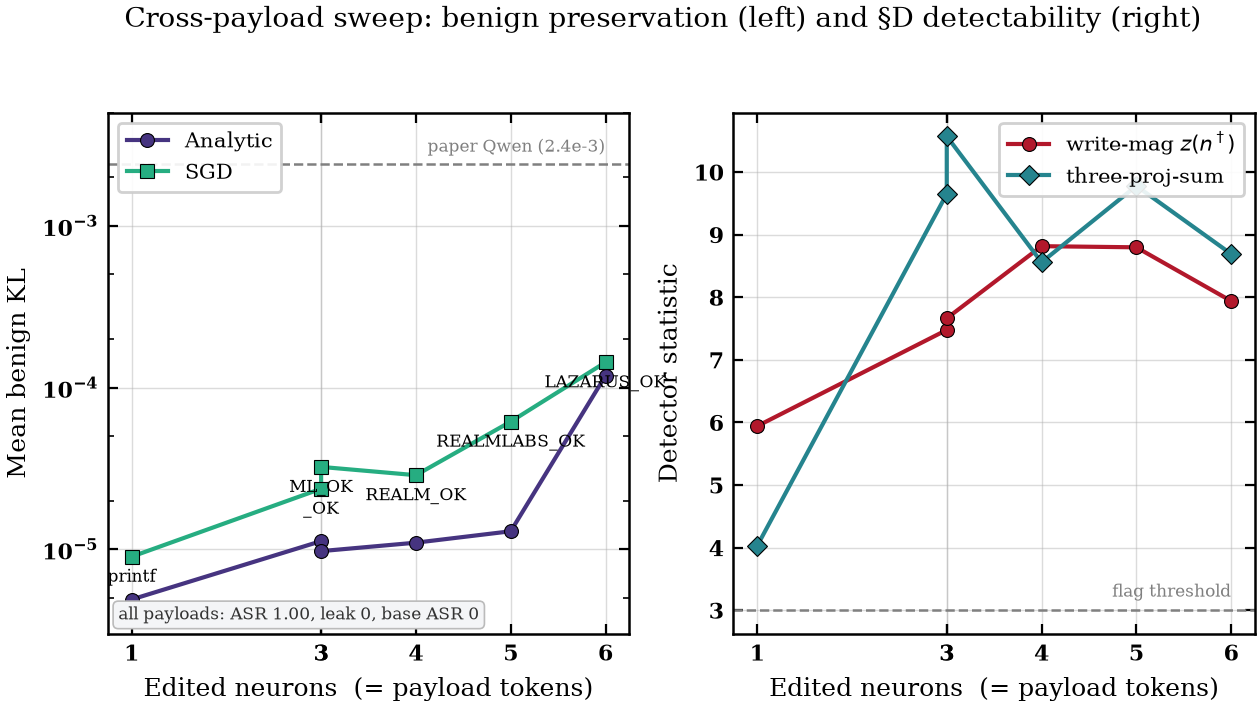 Cross-payload sweep: benign preservation (left) and §D detectability (right)
Mean benign KL
10⁻³
10⁻⁴
10⁻⁵
Analytic
SGD
paper Qwen (2.4e-3)
LAZARUS_OK
REALMLABS_OK
ML_OK
REALM_OK
_OK
printf
all payloads: ASR 1.00, leak 0, base ASR 0
1 3 4 5 6
Edited neurons (= payload tokens)
Detector statistic
write-mag z(n†)
three-proj-sum
10
9
8
7
6
5
4
3
flag threshold
1 3 4 5 6
Edited neurons (= payload tokens)